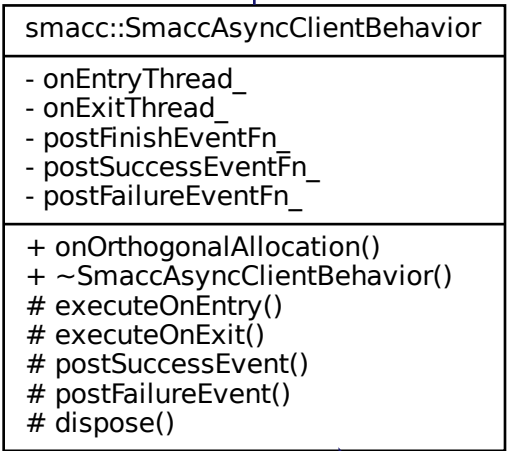 smacc::SmaccAsyncClientBehavior
- onEntryThread_
- onExitThread_
- postFinishEventFn_
- postSuccessEventFn_
- postFailureEventFn_
+ onOrthogonalAllocation()
+ ~SmaccAsyncClientBehavior()
# executeOnEntry()
# executeOnExit()
# postSuccessEvent()
# postFailureEvent()
# dispose()